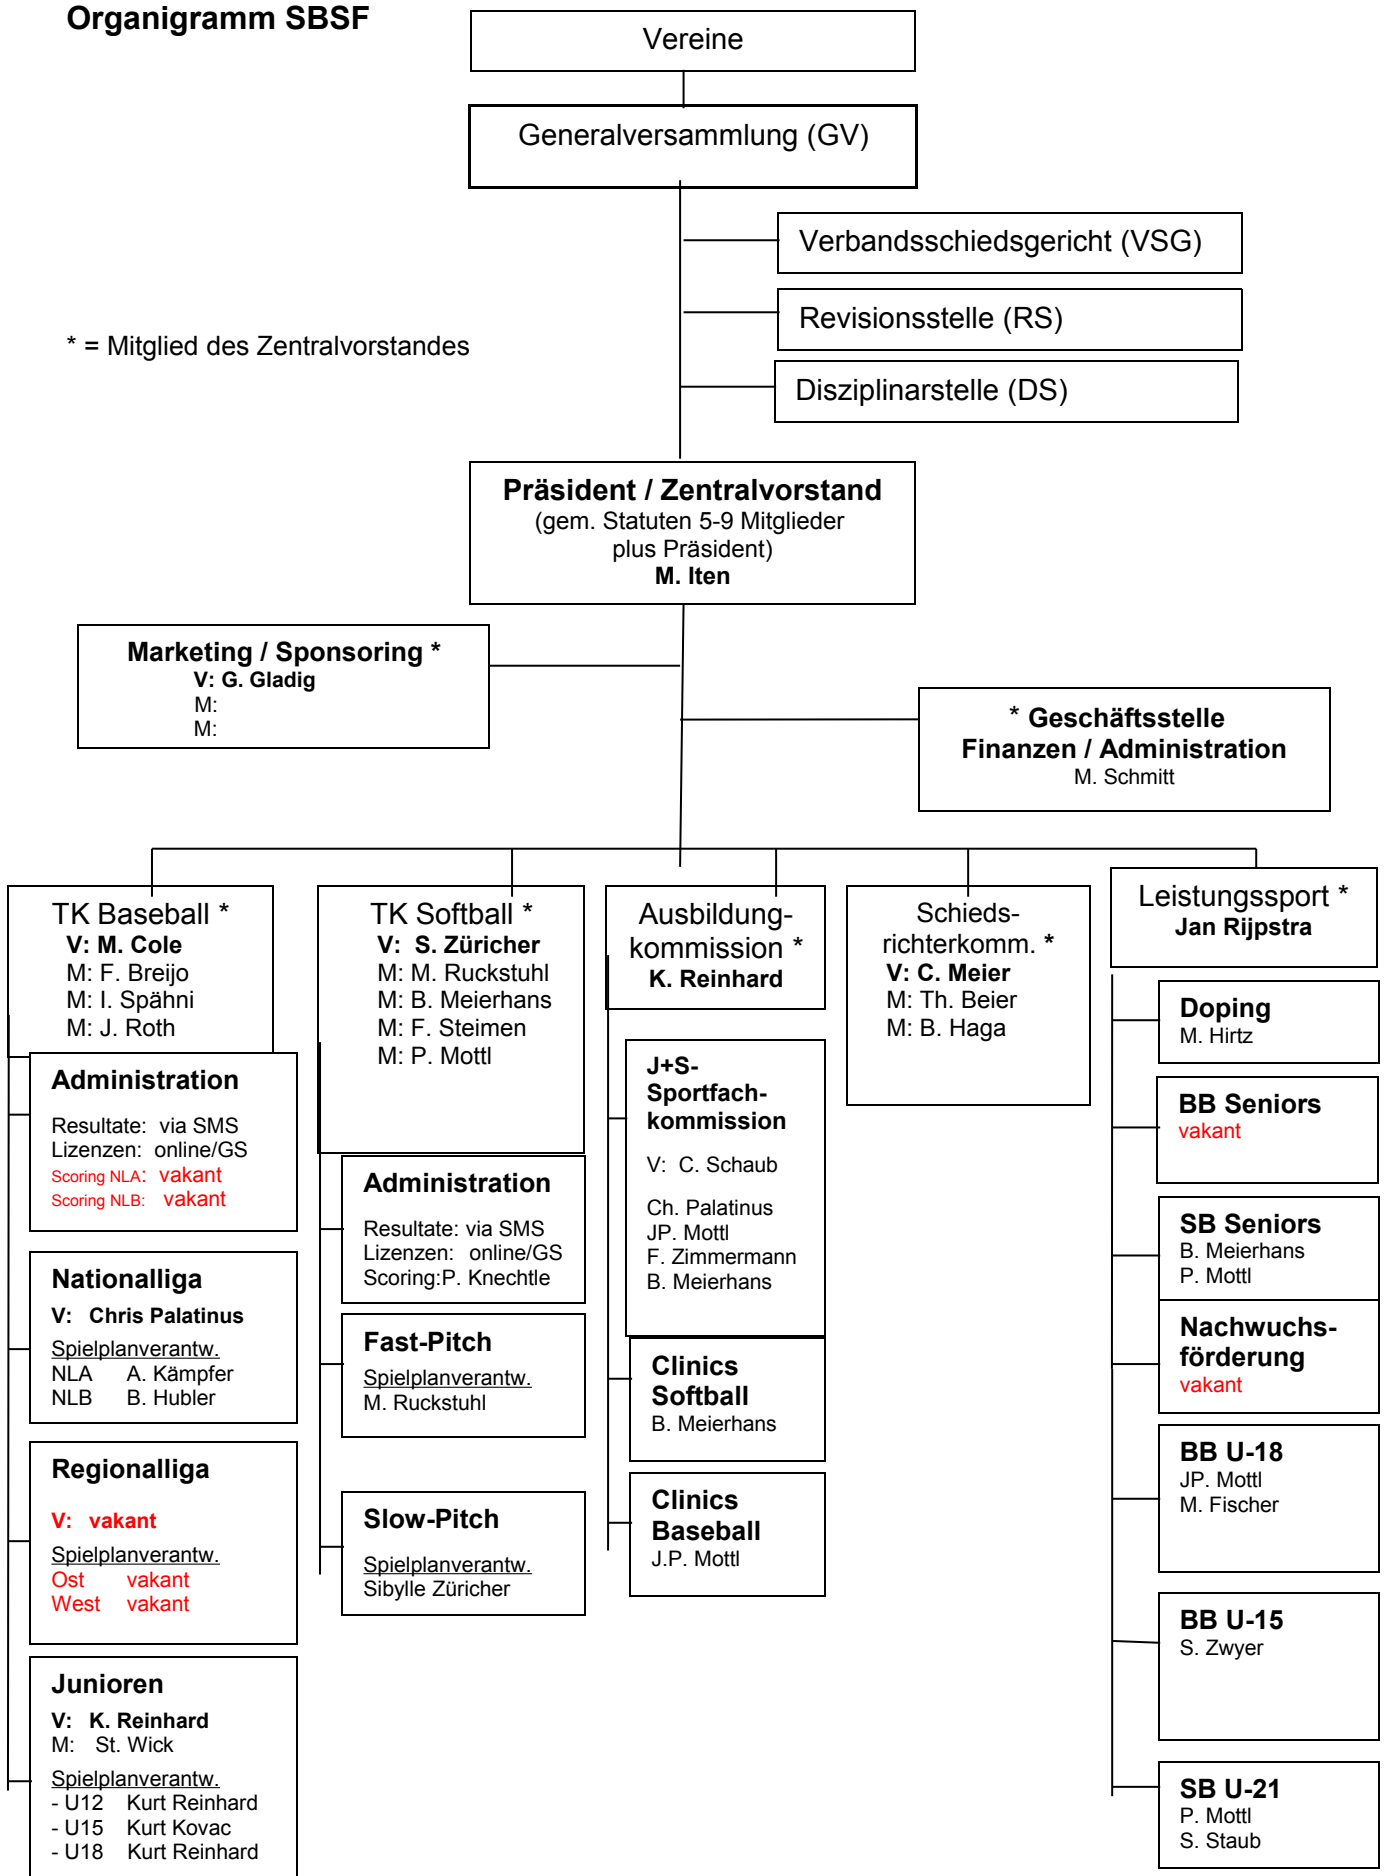 Organigramm SBSF
Vereine
Generalversammlung (GV)
Verbandsschiedsgericht (VSG)
Revisionsstelle (RS)
* = Mitglied des Zentralvorstandes
Disziplinarstelle (DS)
Präsident / Zentralvorstand
(gem. Statuten 5-9 Mitglieder
plus Präsident)
M. Iten
Marketing / Sponsoring *
V: G. Gladig
M:
M:
* Geschäftsstelle
Finanzen / Administration
M. Schmitt
TK Baseball *
V: M. Cole
M: F. Breijo
M: I. Spähni
M: J. Roth
Administration
Resultate: via SMS
Lizenzen: online/GS
Scoring NLA: vakant
Scoring NLB: vakant
Nationalliga
V: Chris Palatinus
Spielplanverantw.
NLA A. Kämpfer
NLB B. Hubler
Regionalliga
V: vakant
Spielplanverantw.
Ost vakant
West vakant
Junioren
V: K. Reinhard
M: St. Wick
Spielplanverantw.
- U12 Kurt Reinhard
- U15 Kurt Kovac
- U18 Kurt Reinhard
TK Softball *
V: S. Züricher
M: M. Ruckstuhl
M: B. Meierhans
M: F. Steimen
M: P. Mottl
Administration
Resultate: via SMS
Lizenzen: online/GS
Scoring:P. Knechtle
Fast-Pitch
Spielplanverantw.
M. Ruckstuhl
Slow-Pitch
Spielplanverantw.
Sibylle Züricher
Ausbildung-
kommission *
K. Reinhard
J+S-
Sportfach-
kommission
V: C. Schaub
Ch. Palatinus
JP. Mottl
F. Zimmermann
B. Meierhans
Clinics
Softball
B. Meierhans
Clinics
Baseball
J.P. Mottl
Schieds-
richterkomm. *
V: C. Meier
M: Th. Beier
M: B. Haga
Leistungssport *
Jan Rijpstra
Doping
M. Hirtz
BB Seniors
vakant
SB Seniors
B. Meierhans
P. Mottl
Nachwuchs-
förderung
vakant
BB U-18
JP. Mottl
M. Fischer
BB U-15
S. Zwyer
SB U-21
P. Mottl
S. Staub